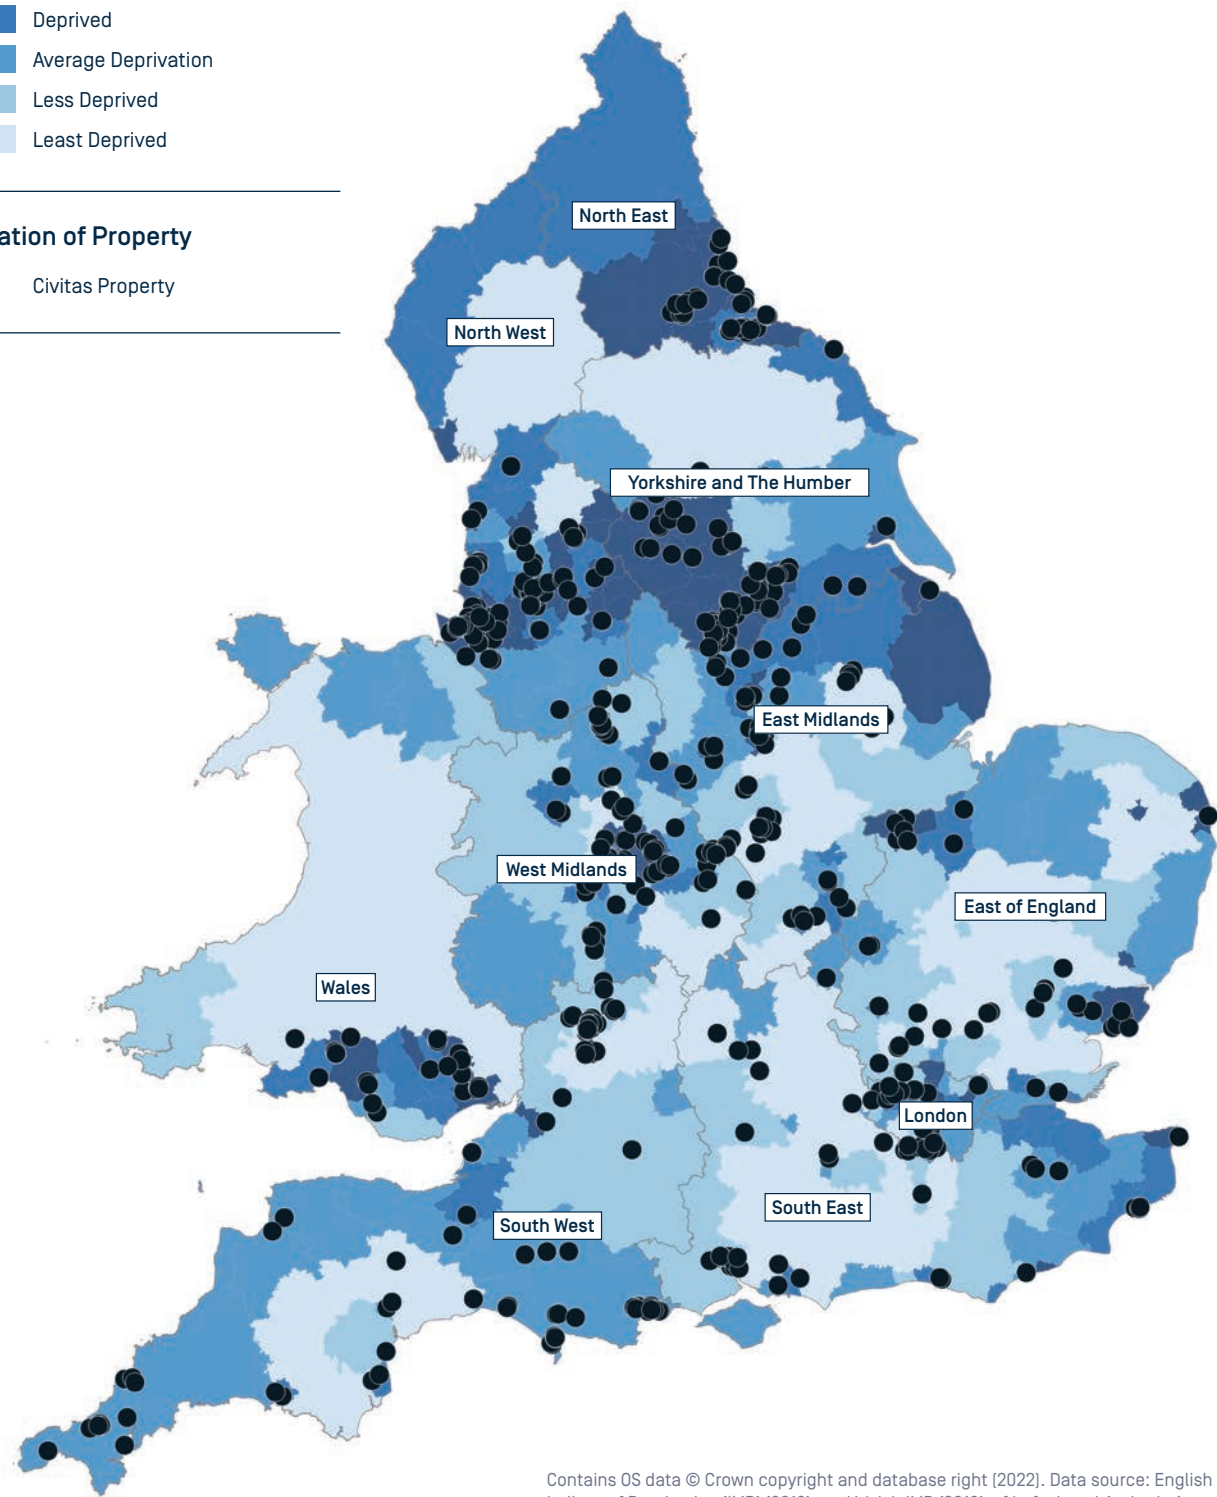 Deprived
Average Deprivation
Less Deprived
Least Deprived
ation of Property
Civitas Property
North East
North West
Yorkshire and The Humber
East Midlands
West Midlands
East of England
Wales
London
South East
South West
Contains OS data © Crown copyright and database right (2022). Data source: English